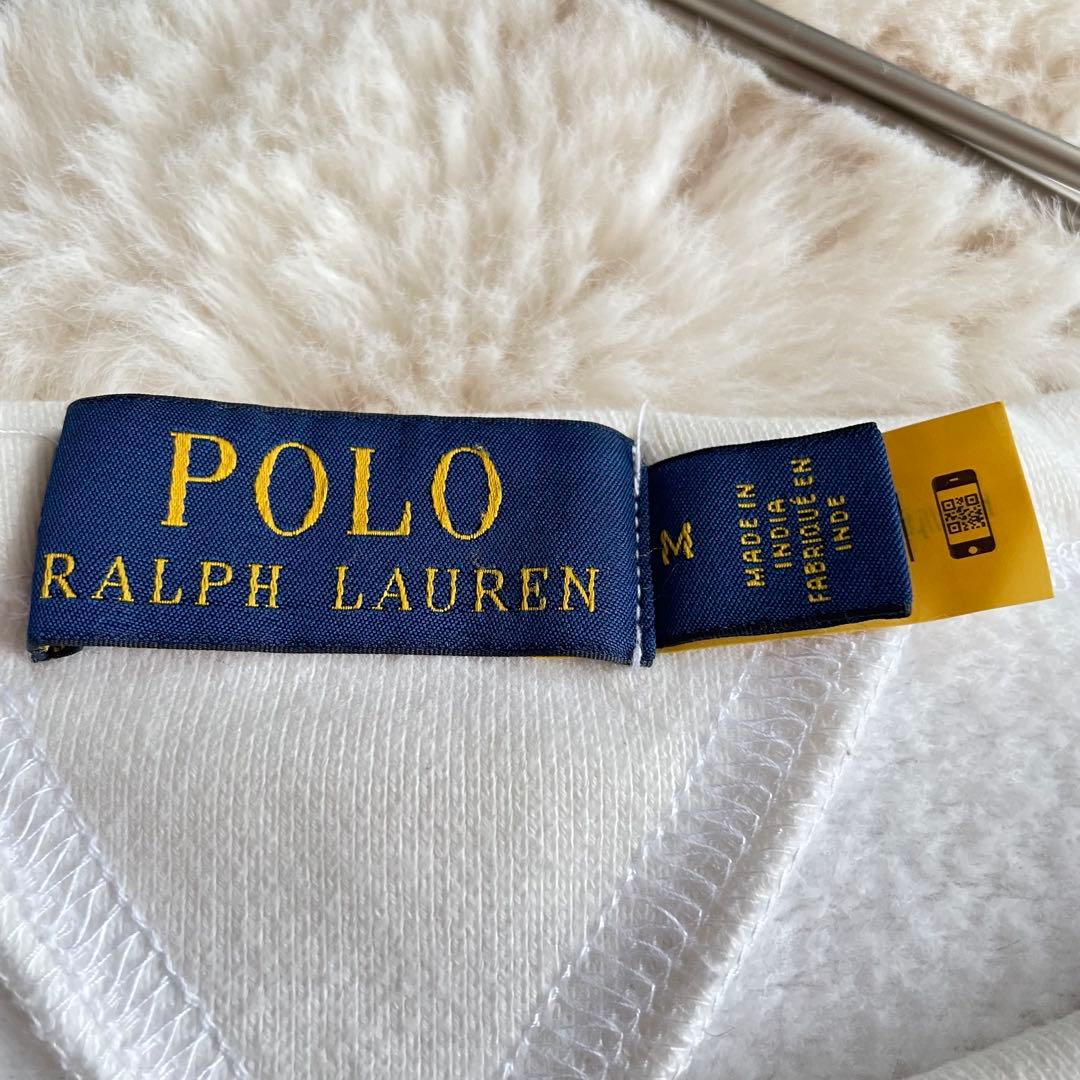 POLO
RALPH LAUREN
M
MADE IN
INDIA
FABRIQUÉ EN
INDE